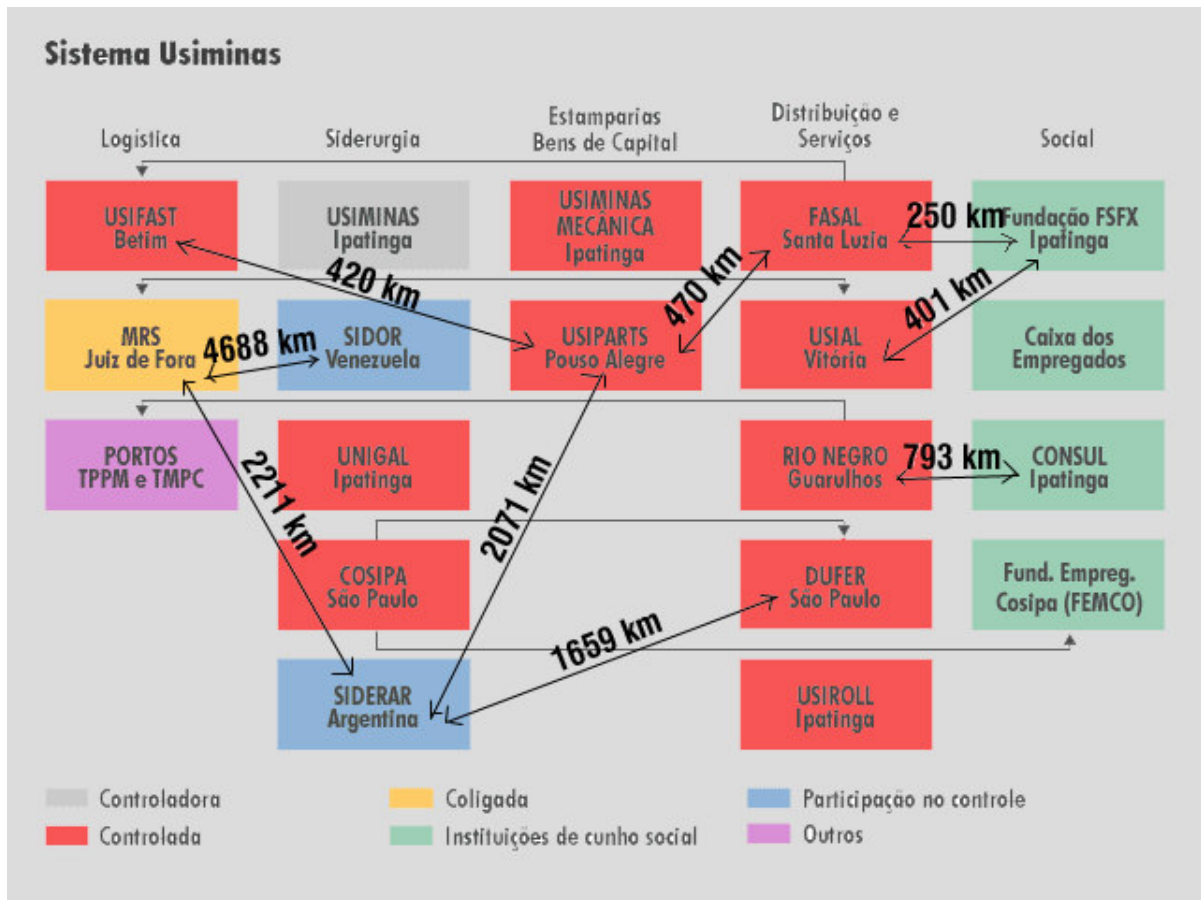 Sistema Usiminas
Logística
Siderurgia
Estamparias
Bens de Capital
Distribuição e
Serviços
Social
USIFAST
Betim
USIMINAS
Ipatinga
USIMINAS
MECÂNICA
Ipatinga
FASAL
Santa Luzia
250 km
Fundação FSFX
Ipatinga
420 km
470 km
401 km
MRS
Juiz de Fora
4688 km
SIDOR
Venezuela
USIPARTS
Pouso Alegre
USIAL
Vitória
Caixa dos
Empregados
PORTOS
TPPM e TMPC
2211 km
UNIGAL
Ipatinga
2071 km
RIO NEGRO
Guarulhos
793 km
CONSUL
Ipatinga
COSIPA
São Paulo
1659 km
DUFER
São Paulo
Fund. Empreg.
Cosipa (FEMCO)
SIDERAR
Argentina
USIROLL
Ipatinga
Controladora
Coligada
Participação no controle
Controlada
Instituições de cunho social
Outros